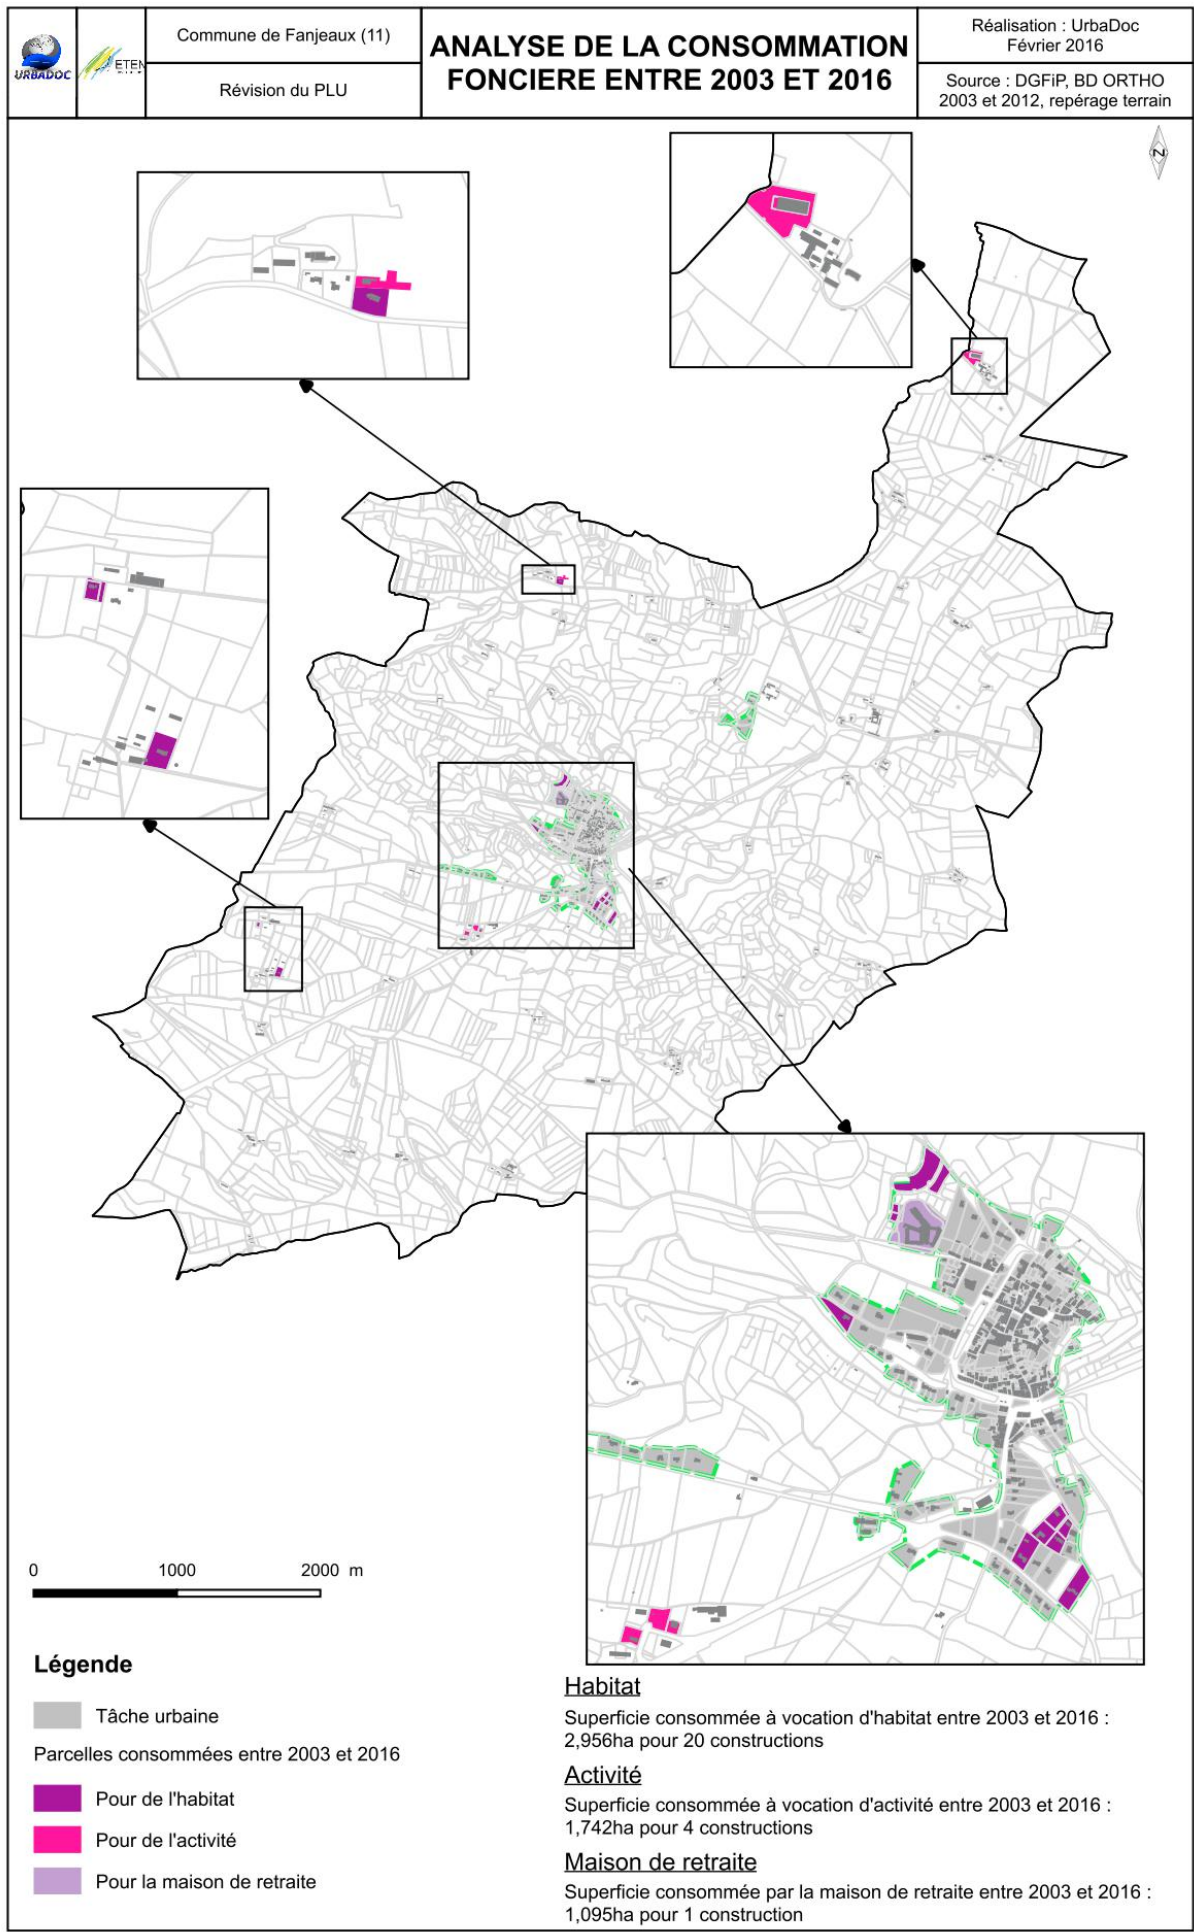 URBADOC
ETEN
Commune de Fanjeaux (11)
Révision du PLU
ANALYSE DE LA CONSOMMATION
FONCIERE ENTRE 2003 ET 2016
Réalisation : UrbaDoc
Février 2016
Source : DGFiP, BD ORTHO
2003 et 2012, repérage terrain
N
0 1000 2000 m
Légende
Tâche urbaine
Parcelles consommées entre 2003 et 2016
Pour de l'habitat
Pour de l'activité
Pour la maison de retraite
Habitat
Superficie consommée à vocation d'habitat entre 2003 et 2016 :
2,956ha pour 20 constructions
Activité
Superficie consommée à vocation d'activité entre 2003 et 2016 :
1,742ha pour 4 constructions
Maison de retraite
Superficie consommée par la maison de retraite entre 2003 et 2016 :
1,095ha pour 1 construction